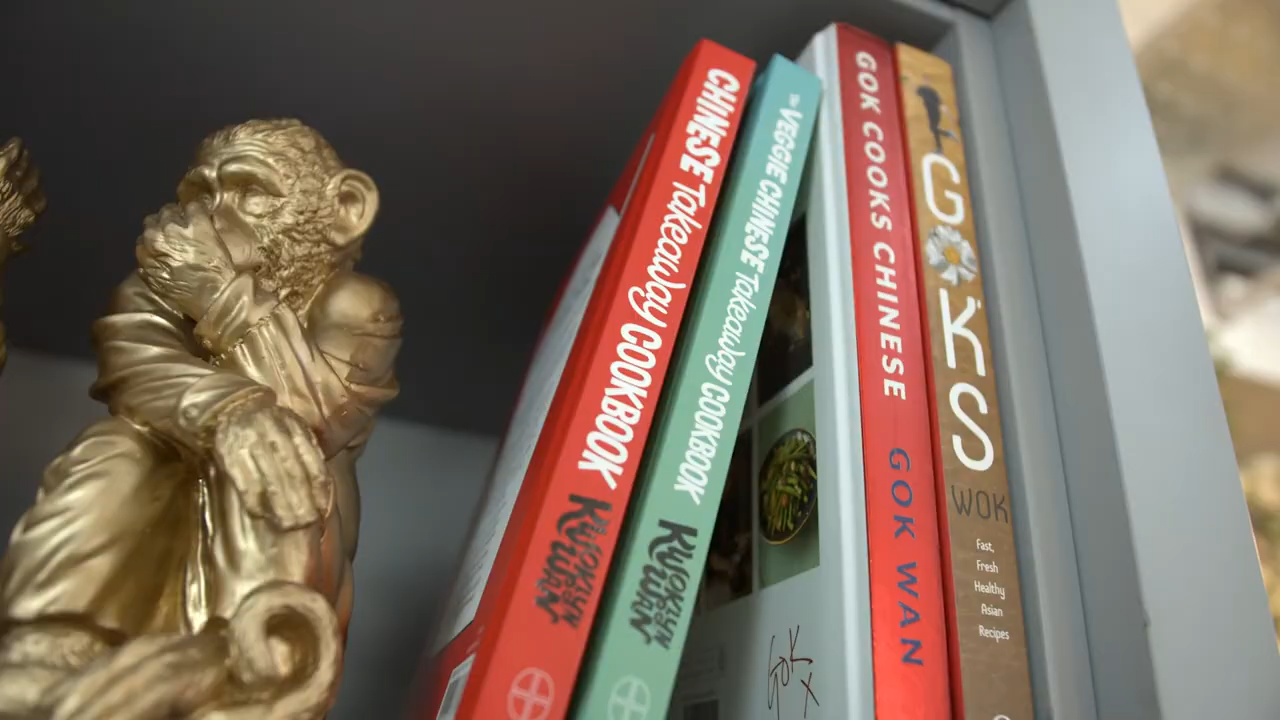 CHINESE Takeaway COOKBOOK
KWOKLYN WAN
The VEGGIE CHINESE Takeaway COOKBOOK
KWOKLYN WAN
GOK X
GOK COOKS CHINESE GOK WAN
GOKS
WOK
Fast,
Fresh
Healthy
Asian
Recipes